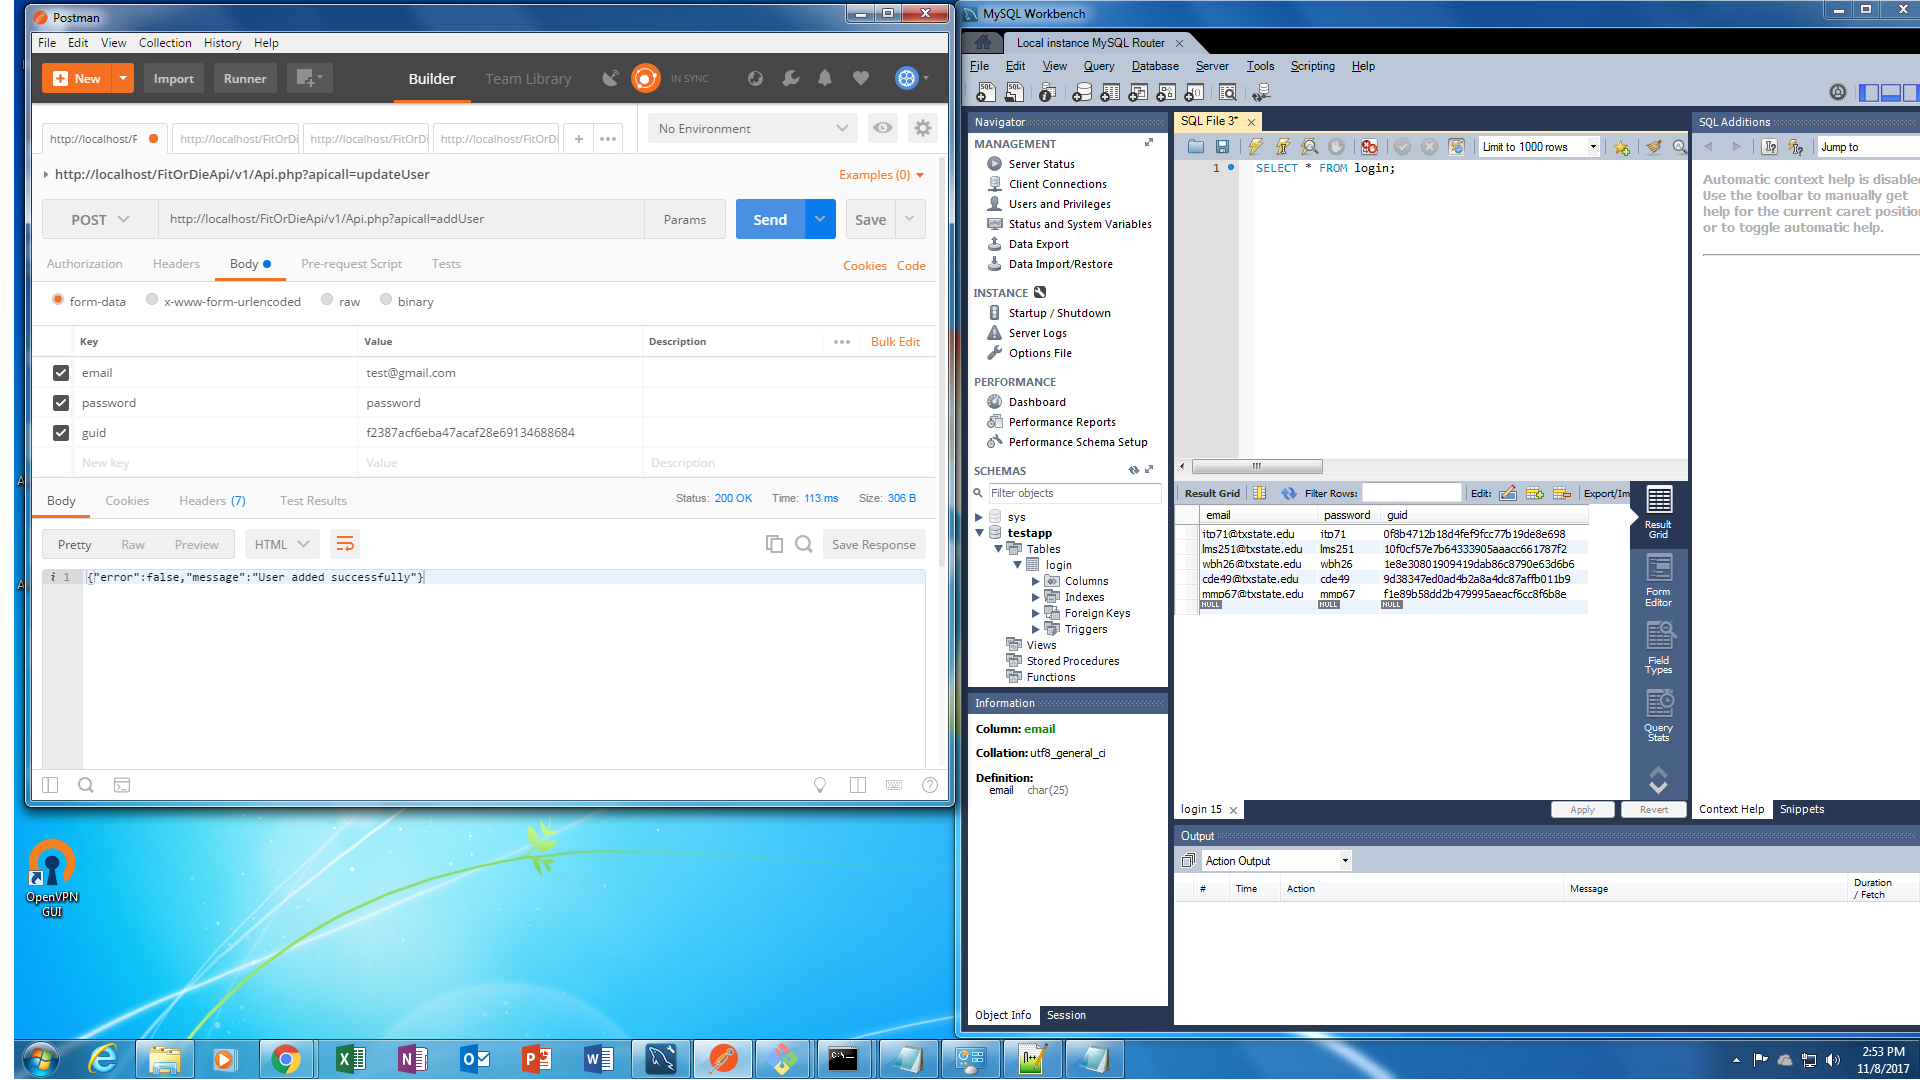 Postman
File Edit View Collection History Help
New Import Runner Builder Team Library IN SYNC
http://localhost/F http://localhost/FitOrDi http://localhost/FitOrDi http://localhost/FitOrDi + ••• No Environment
http://localhost/FitOrDieApi/v1/Api.php?apicall=updateUser Examples (0)
POST http://localhost/FitOrDieApi/v1/Api.php?apicall=addUser Params Send Save
Authorization Headers Body Pre-request Script Tests Cookies Code
form-data x-www-form-urlencoded raw binary
Key Value Description ••• Bulk Edit
email test@gmail.com
password password
guid f2387acf6eba47acaf28e69134688684
New key Value Description
Body Cookies Headers (7) Test Results Status: 200 OK Time: 113 ms Size: 306 B
Pretty Raw Preview HTML Save Response
i 1 {"error":false,"message":"User added successfully"}
OpenVPN
GUI
MySQL Workbench
Local instance MySQL Router
File Edit View Query Database Server Tools Scripting Help
Navigator
MANAGEMENT
Server Status
Client Connections
Users and Privileges
Status and System Variables
Data Export
Data Import/Restore
INSTANCE
Startup / Shutdown
Server Logs
Options File
PERFORMANCE
Dashboard
Performance Reports
Performance Schema Setup
SCHEMAS
Filter objects
sys
testapp
Tables
login
Columns
Indexes
Foreign Keys
Triggers
Views
Stored Procedures
Functions
Information
Column: email
Collation: utf8_general_ci
Definition:
email char(25)
Object Info Session
SQL File 3*
Limit to 1000 rows
1 SELECT * FROM login;
Result Grid Filter Rows: Edit: Export/Im
email password guid
itp71@txstate.edu itp71 0f8b4712b18d4fef9fcc77b19de8e698
lms251@txstate.edu lms251 10f0cf57e7b64333905aaacc661787f2
wbh26@txstate.edu wbh26 1e8e30801909419dab86c8790e63d6b6
cde49@txstate.edu cde49 9d38347ed0ad4b2a8a4dc87affb011b9
mmp67@txstate.edu mmp67 f1e89b58dd2b479995aeacf6cc8f6b8e
NULL NULL NULL
Result
Grid
Form
Editor
Field
Types
Query
Stats
login 15 Apply Revert
SQL Additions
Jump to
Automatic context help is disabled
Use the toolbar to manually get
help for the current caret position
or to toggle automatic help.
Context Help Snippets
Output
Action Output
# Time Action Message Duration
/ Fetch
2:53 PM
11/8/2017